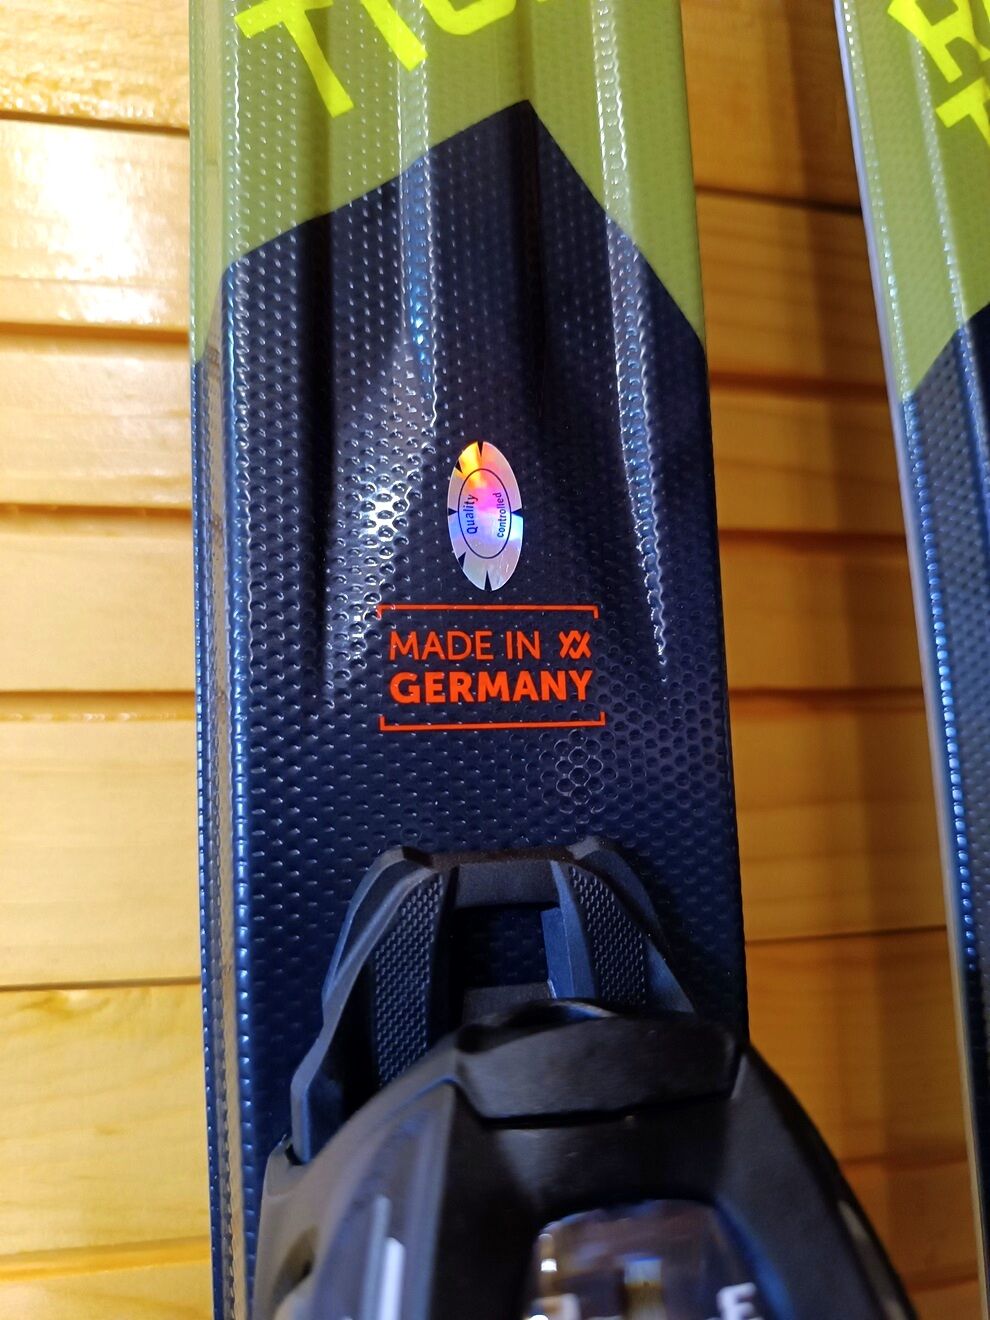 Quality
controlled
MADE IN
GERMANY